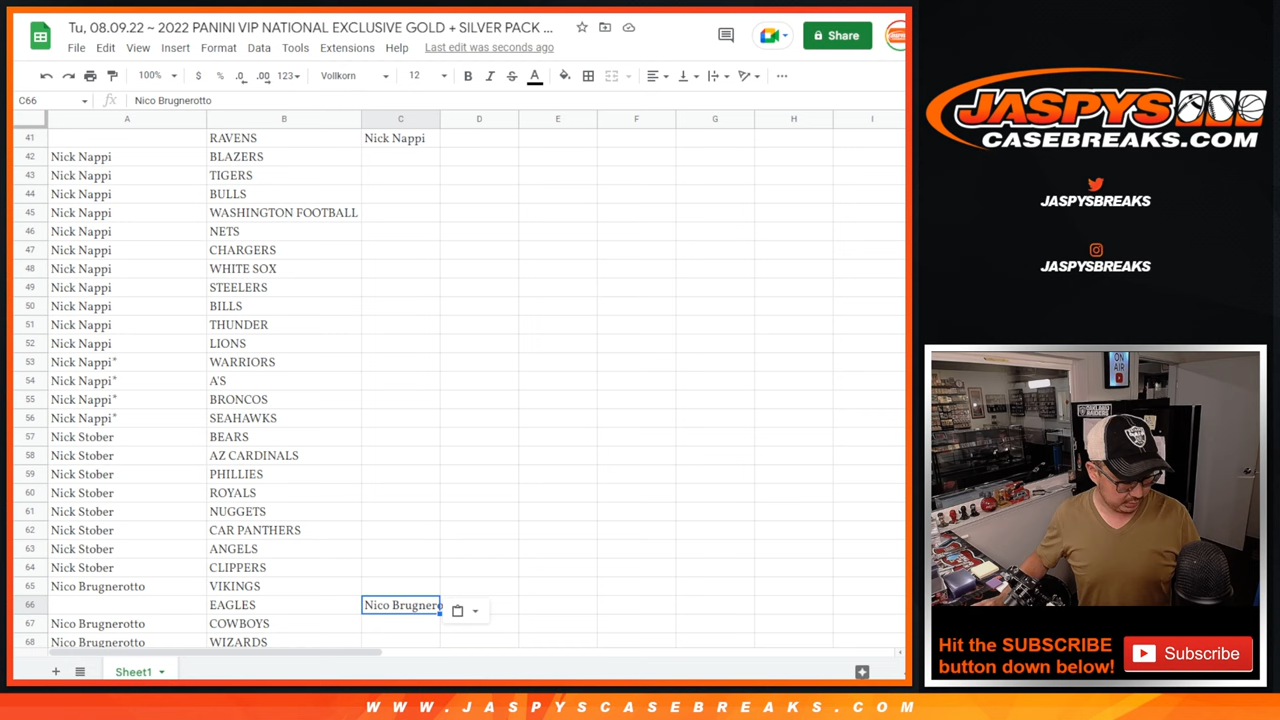 Tu, 08.09.22 ~ 2022 PANINI VIP NATIONAL EXCLUSIVE GOLD + SILVER PACK ...
File Edit View Insert Format Data Tools Extensions Help Last edit was seconds ago
Share
100% $ % .0 .00 123 Vollkorn 12 B I S A
C66 fx Nico Brugnerotto
A B C D E F G H I
41 RAVENS Nick Nappi
42 Nick Nappi BLAZERS
43 Nick Nappi TIGERS
44 Nick Nappi BULLS
45 Nick Nappi WASHINGTON FOOTBALL
46 Nick Nappi NETS
47 Nick Nappi CHARGERS
48 Nick Nappi WHITE SOX
49 Nick Nappi STEELERS
50 Nick Nappi BILLS
51 Nick Nappi THUNDER
52 Nick Nappi LIONS
53 Nick Nappi* WARRIORS
54 Nick Nappi* A'S
55 Nick Nappi* BRONCOS
56 Nick Nappi* SEAHAWKS
57 Nick Stober BEARS
58 Nick Stober AZ CARDINALS
59 Nick Stober PHILLIES
60 Nick Stober ROYALS
61 Nick Stober NUGGETS
62 Nick Stober CAR PANTHERS
63 Nick Stober ANGELS
64 Nick Stober CLIPPERS
65 Nico Brugnerotto VIKINGS
66 EAGLES Nico Brugnero
67 Nico Brugnerotto COWBOYS
68 Nico Brugnerotto WIZARDS
+ Sheet1
JASPYS
CASEBREAKS.COM
JASPYSBREAKS
JASPYSBREAKS
ON AIR
Hit the SUBSCRIBE
button down below!
Subscribe
WWW.JASPYSCASEBREAKS.COM